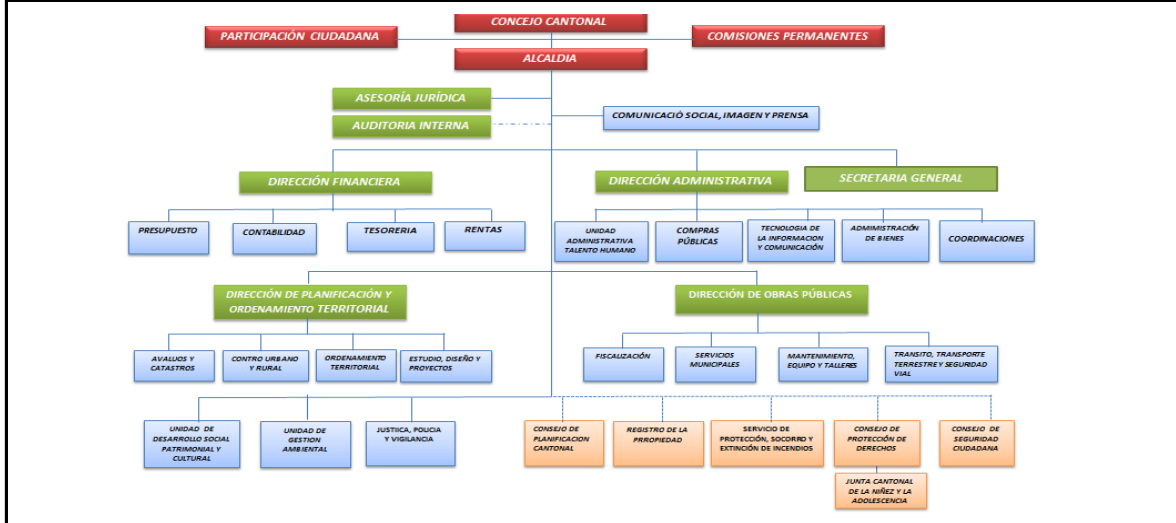 CONCEJO CANTONAL
PARTICIPACIÓN CIUDADANA
COMISIONES PERMANENTES
ALCALDIA
ASESORÍA JURÍDICA
AUDITORIA INTERNA
COMUNICACIÓ SOCIAL, IMAGEN Y PRENSA
DIRECCIÓN FINANCIERA
DIRECCIÓN ADMINISTRATIVA
SECRETARIA GENERAL
PRESUPUESTO
CONTABILIDAD
TESORERIA
RENTAS
UNIDAD
ADMINISTRATIVA
TALENTO HUMANO
COMPRAS
PÚBLICAS
TECNOLOGIA DE
LA INFORMACION
Y COMUNICACIÓN
ADMIMISTRACIÓN
DE BIENES
COORDINACIONES
DIRECCIÓN DE PLANIFICACIÓN Y
ORDENAMIENTO TERRITORIAL
DIRECCIÓN DE OBRAS PÚBLICAS
AVALUOS Y
CATASTROS
CONTRO URBANO
Y RURAL
ORDENAMIENTO
TERRITORIAL
ESTUDIO, DISEÑO Y
PROYECTOS
FISCALIZACIÓN
SERVICIOS
MUNICIPALES
MANTENIMIENTO,
EQUIPO Y TALLERES
TRANSITO, TRANSPORTE
TERRESTRE Y SEGURIDAD
VIAL
UNIDAD DE
DESARROLLO SOCIAL
PATRIMONIAL Y
CULTURAL
UNIDAD DE
GESTION
AMBIENTAL
JUSTIICA, POLICIA
Y VIGILANCIA
CONSEJO DE
PLANIFICACION
CANTONAL
REGISTRO DE LA
PRROPIEDAD
SERVICIO DE
PROTECCIÓN, SOCORRO Y
EXTINCIÓN DE INCENDIOS
CONSEJO DE
PROTECCIÓN DE
DERECHOS
CONSEJO DE
SEGURIDAD
CIUDADANA
JUNTA CANTONAL
DE LA NIÑEZ Y LA
ADOLESCENCIA